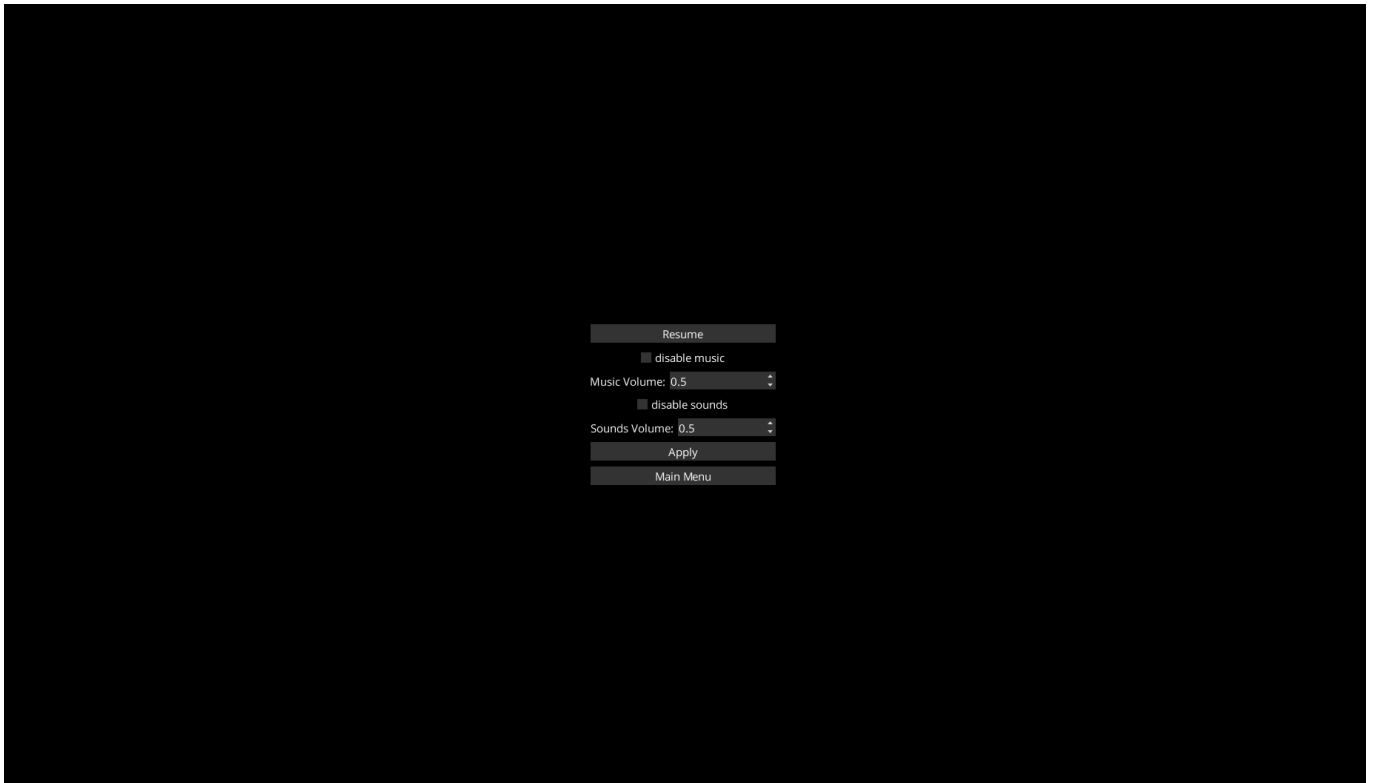 Resume
disable music
Music Volume: 0.5
disable sounds
Sounds Volume: 0.5
Apply
Main Menu